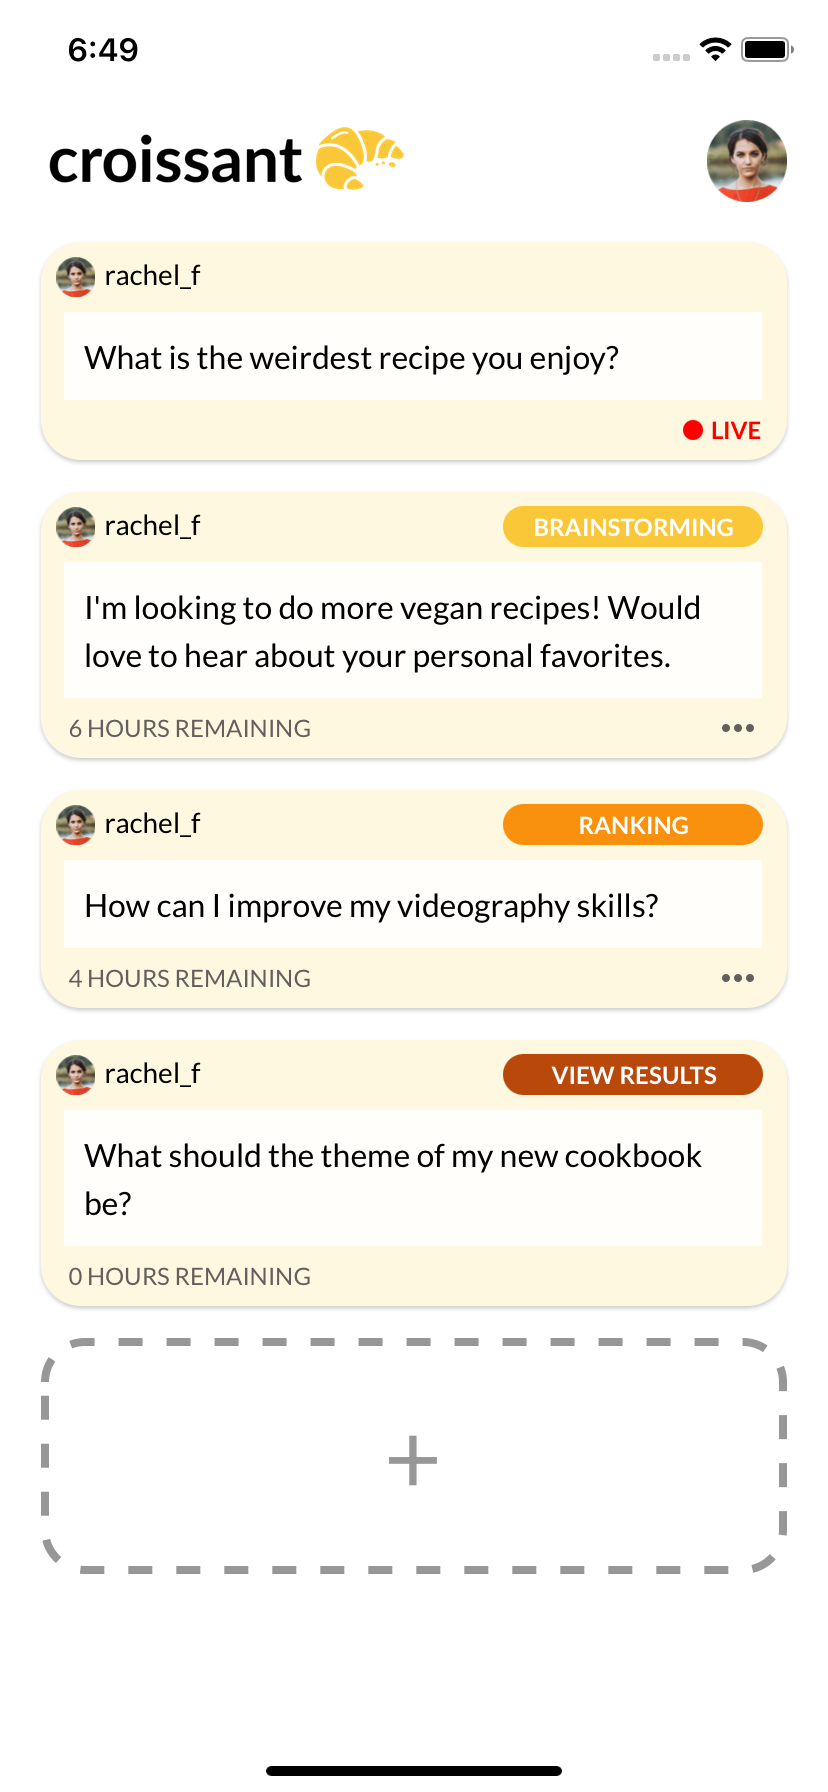 6:49
croissant
rachel_f
What is the weirdest recipe you enjoy?
LIVE
rachel_f
BRAINSTORMING
I'm looking to do more vegan recipes! Would
love to hear about your personal favorites.
6 HOURS REMAINING
rachel_f
RANKING
How can I improve my videography skills?
4 HOURS REMAINING
rachel_f
VIEW RESULTS
What should the theme of my new cookbook
be?
0 HOURS REMAINING